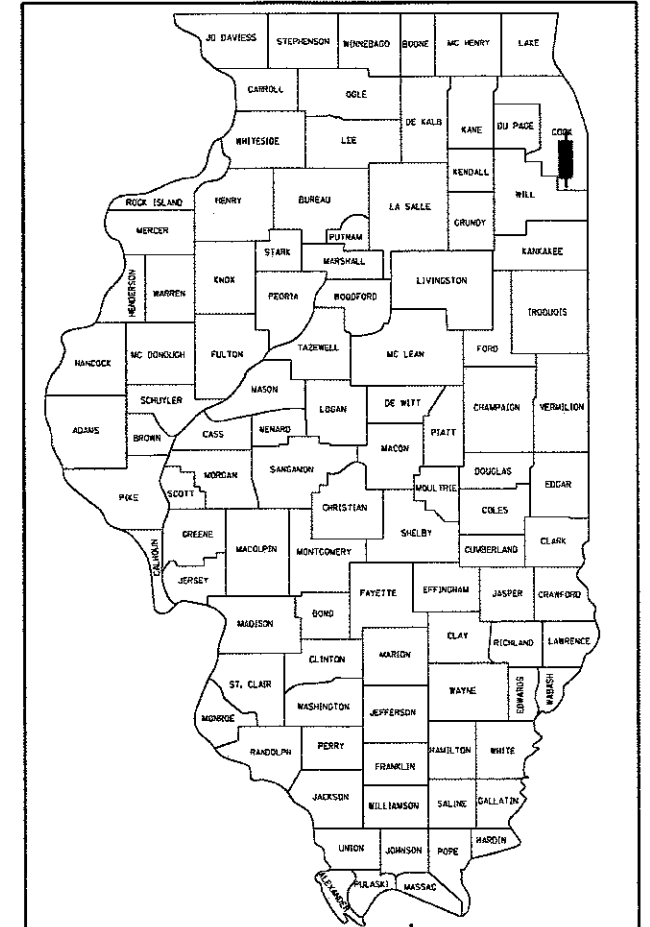 JO DAVIESS STEPHENSON WINNEBAGO BOONE MC HENRY LAKE
CARROLL OGLE DE KALB KANE DU PAGE COOK
WHITESIDE LEE KENDALL WILL
ROCK ISLAND HENRY BUREAU LA SALLE GRUNDY
MERCER STARK PUTNAM MARSHALL KANKAKEE
HENDERSON WARREN KNOX PEORIA WOODFORD LIVINGSTON IROQUOIS
HANCOCK MC DONOUGH FULTON TAZEWELL MC LEAN FORD
SCHUYLER MASON LOGAN DE WITT CHAMPAIGN VERMILION
ADAMS BROWN CASS MENARD MACON PIATT
PIKE SCOTT MORGAN SANGAMON CHRISTIAN MOULTRIE DOUGLAS EDGAR
COLES
CALHOUN GREENE MACOLPIN MONTGOMERY SHELBY CUMBERLAND CLARK
JERSEY FAYETTE EFFINGHAM JASPER CRAWFORD
MADISON BOND CLAY RICHLAND LAWRENCE
CLINTON MARION
ST. CLAIR WAYNE EDWARDS WABASH
MONROE WASHINGTON JEFFERSON
RANDOLPH PERRY HAMILTON WHITE
FRANKLIN
JACKSON WILLIAMSON SALINE GALLATIN
UNION JOHNSON POPE HARDIN
ALEXANDER PULASKI MASSAC